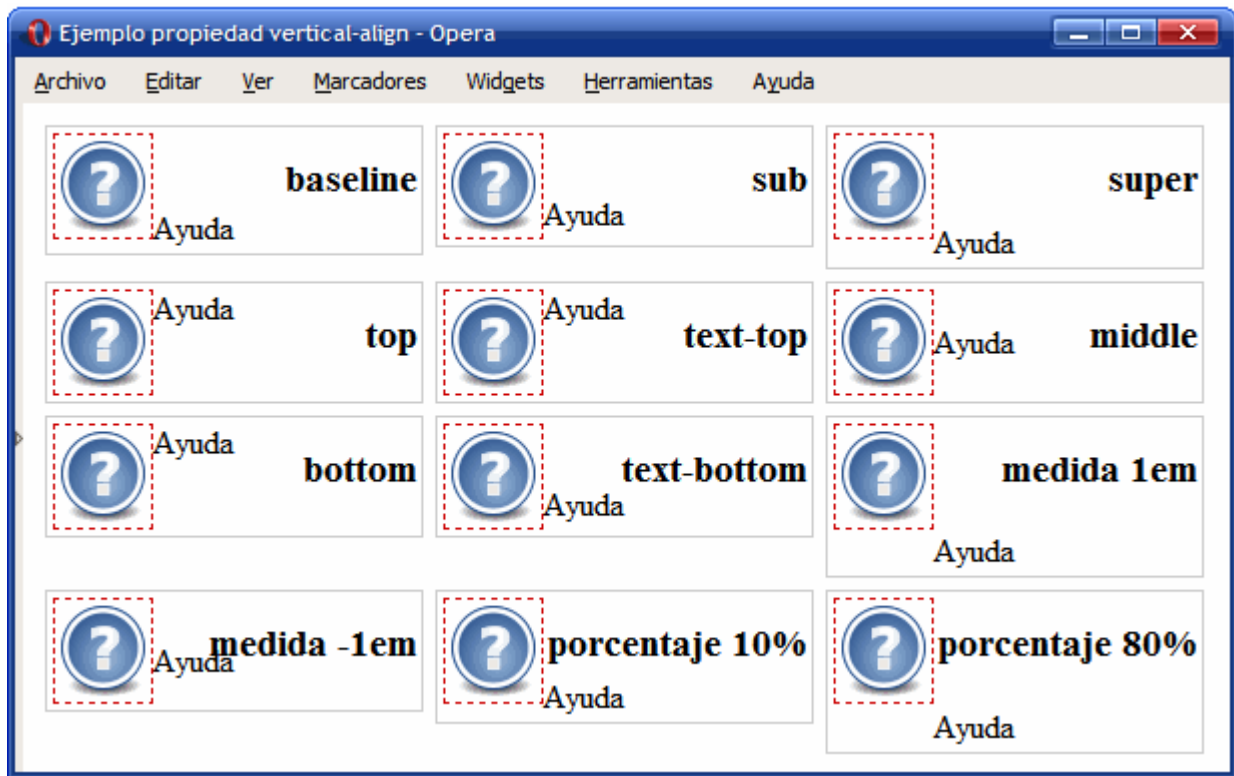 Ejemplo propiedad vertical-align - Opera
Archivo Editar Ver Marcadores Widgets Herramientas Ayuda
baseline
Ayuda
sub
Ayuda
super
Ayuda
Ayuda
top
Ayuda
text-top
Ayuda
middle
Ayuda
bottom
text-bottom
Ayuda
medida 1em
Ayuda
medida -1em
Ayuda
porcentaje 10%
Ayuda
porcentaje 80%
Ayuda